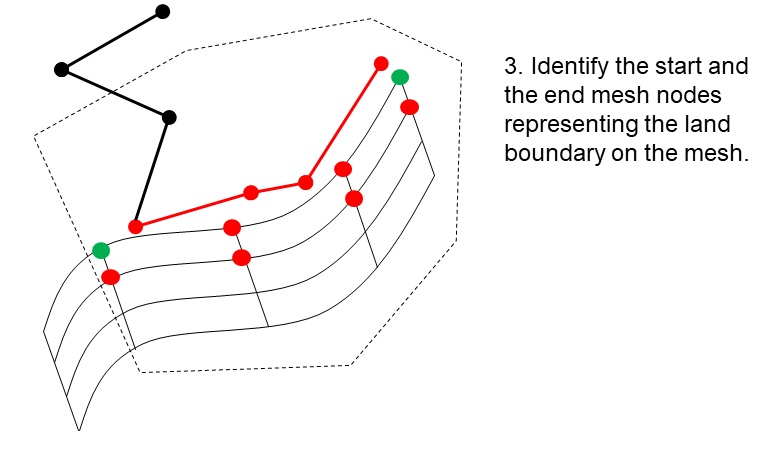 3. Identify the start and
the end mesh nodes
representing the land
boundary on the mesh.